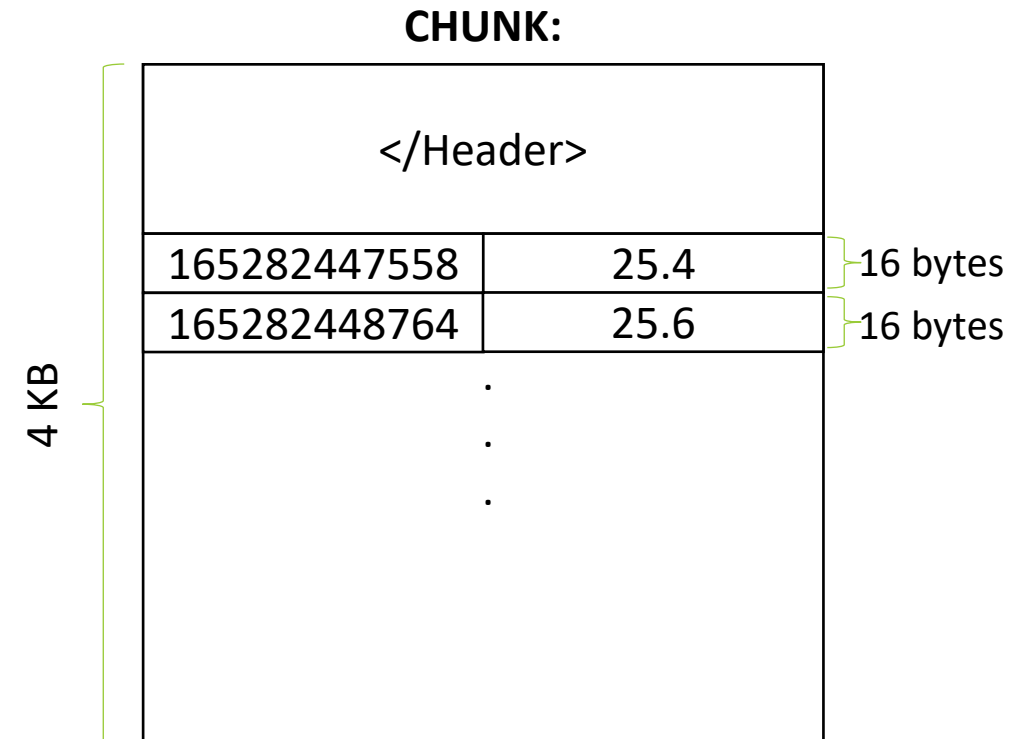 CHUNK:
</Header>
165282447558 25.4 16 bytes
165282448764 25.6 16 bytes
.
.
.
4 KB